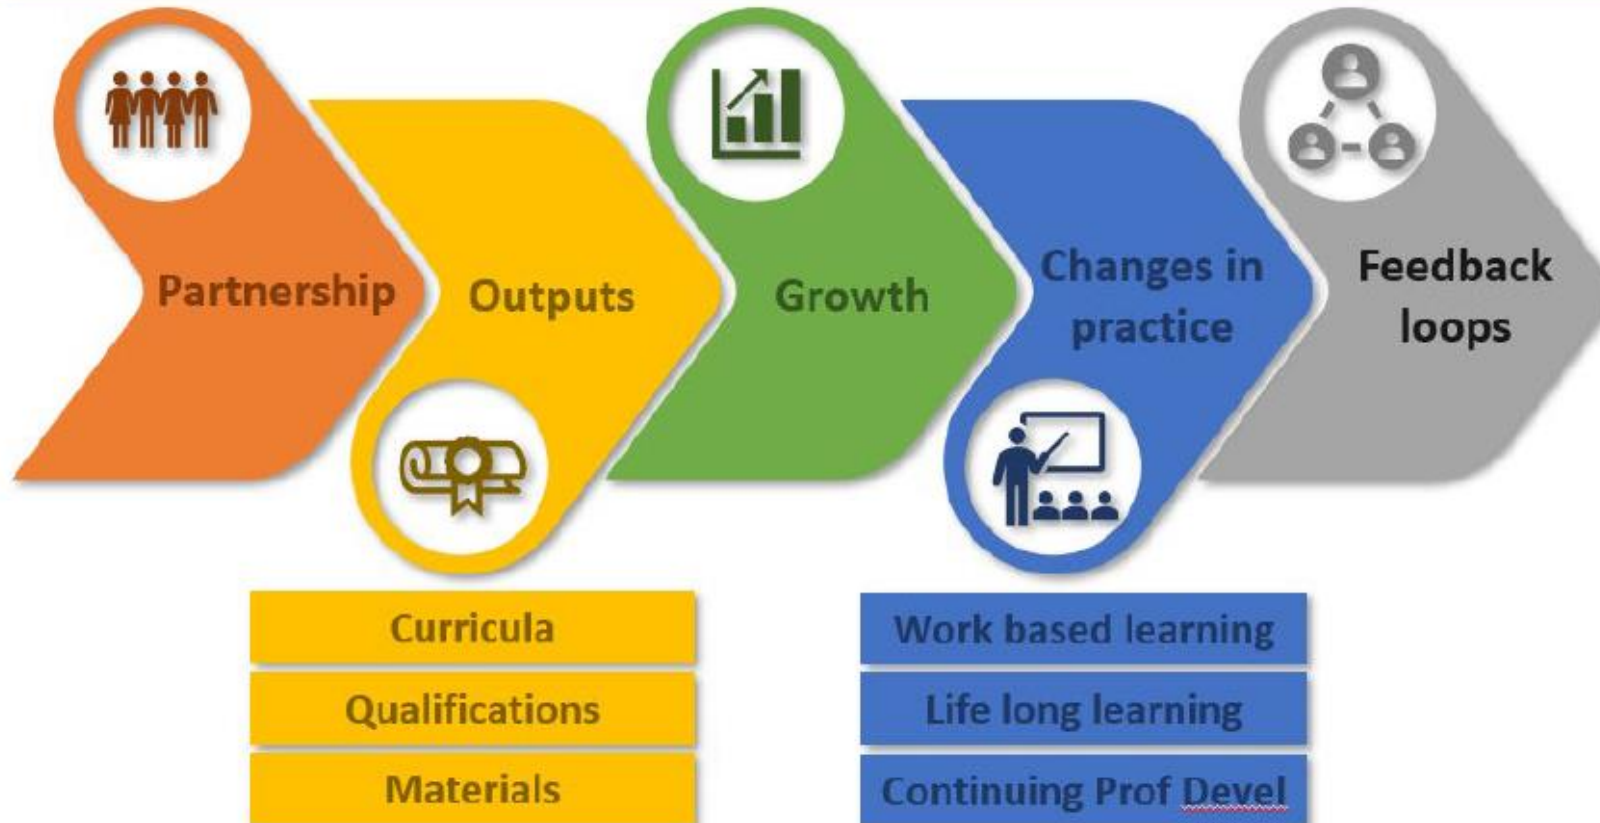 Partnership
Outputs
Growth
Changes in
practice
Feedback
loops
Curricula
Qualifications
Materials
Work based learning
Life long learning
Continuing Prof Devel